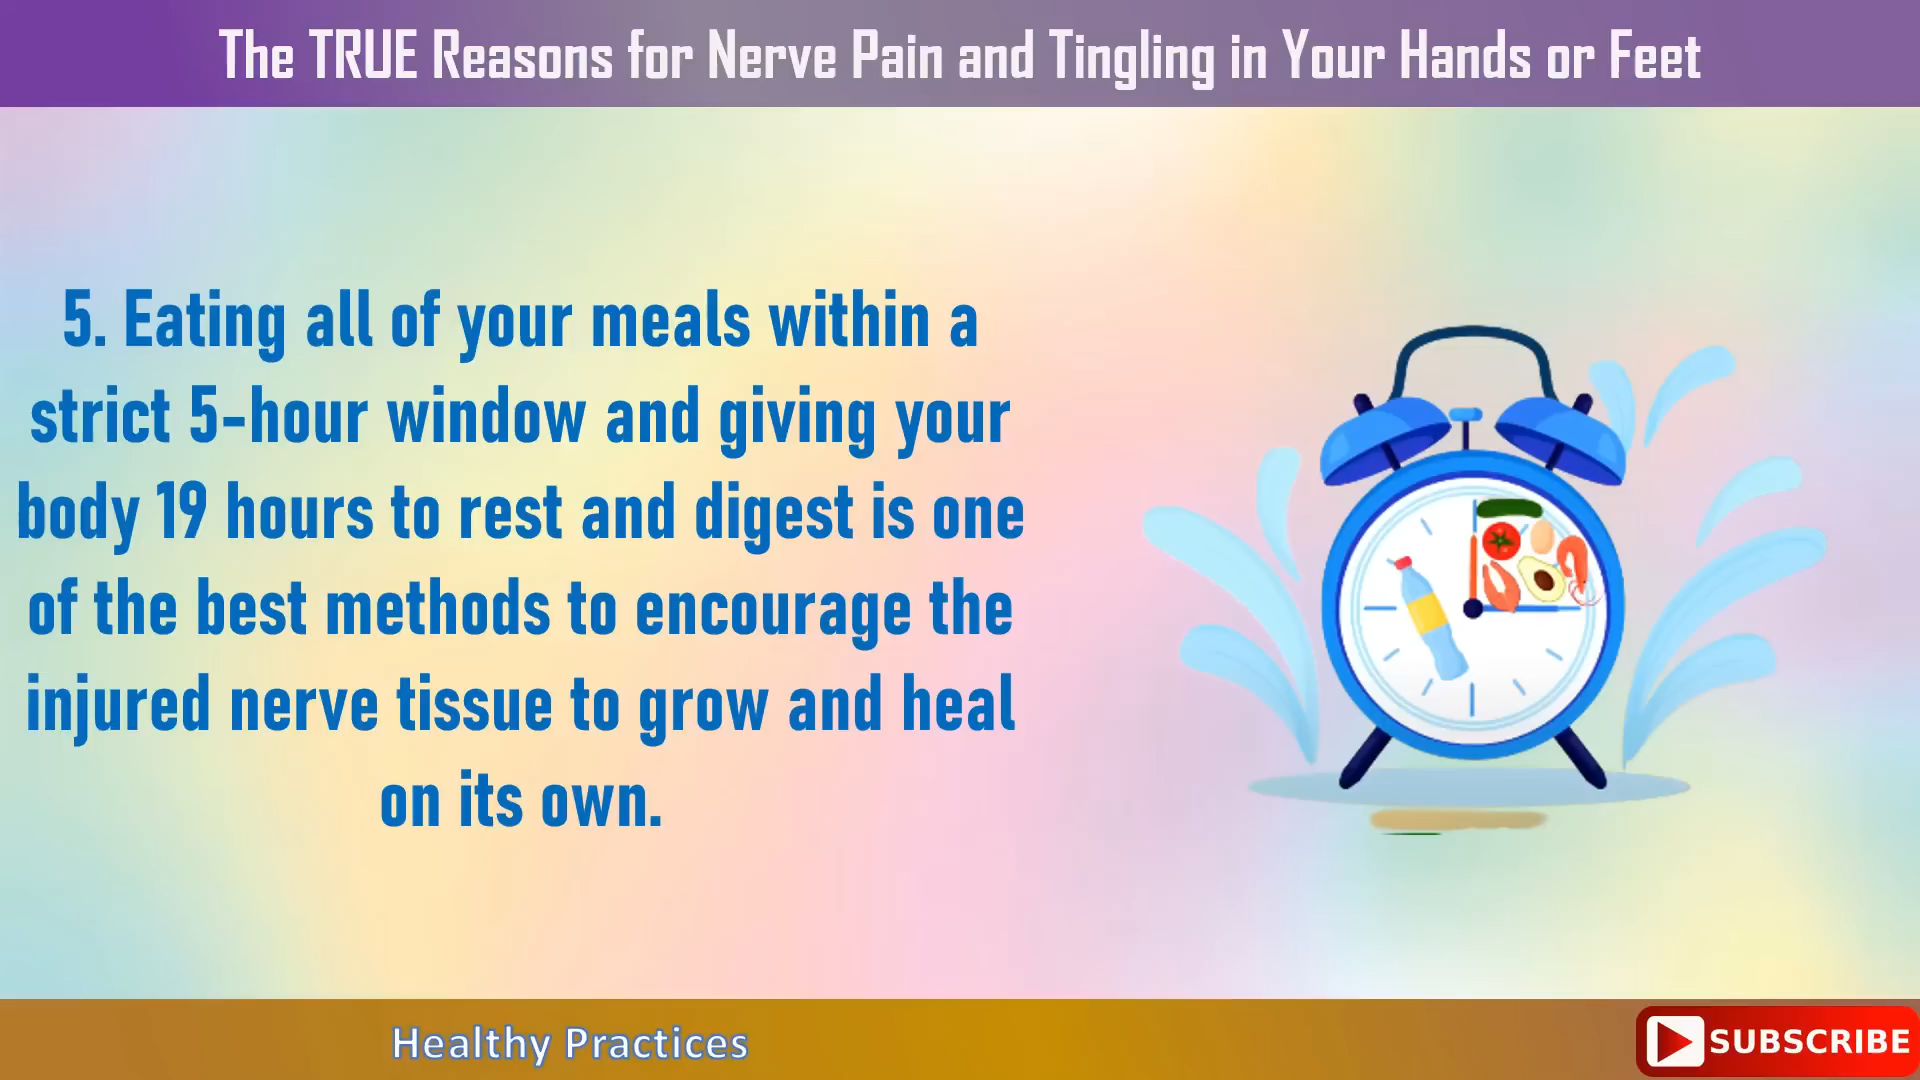 The TRUE Reasons for Nerve Pain and Tingling in Your Hands or Feet
5. Eating all of your meals within a
strict 5-hour window and giving your
body 19 hours to rest and digest is one
of the best methods to encourage the
injured nerve tissue to grow and heal
on its own.
Healthy Practices
SUBSCRIBE